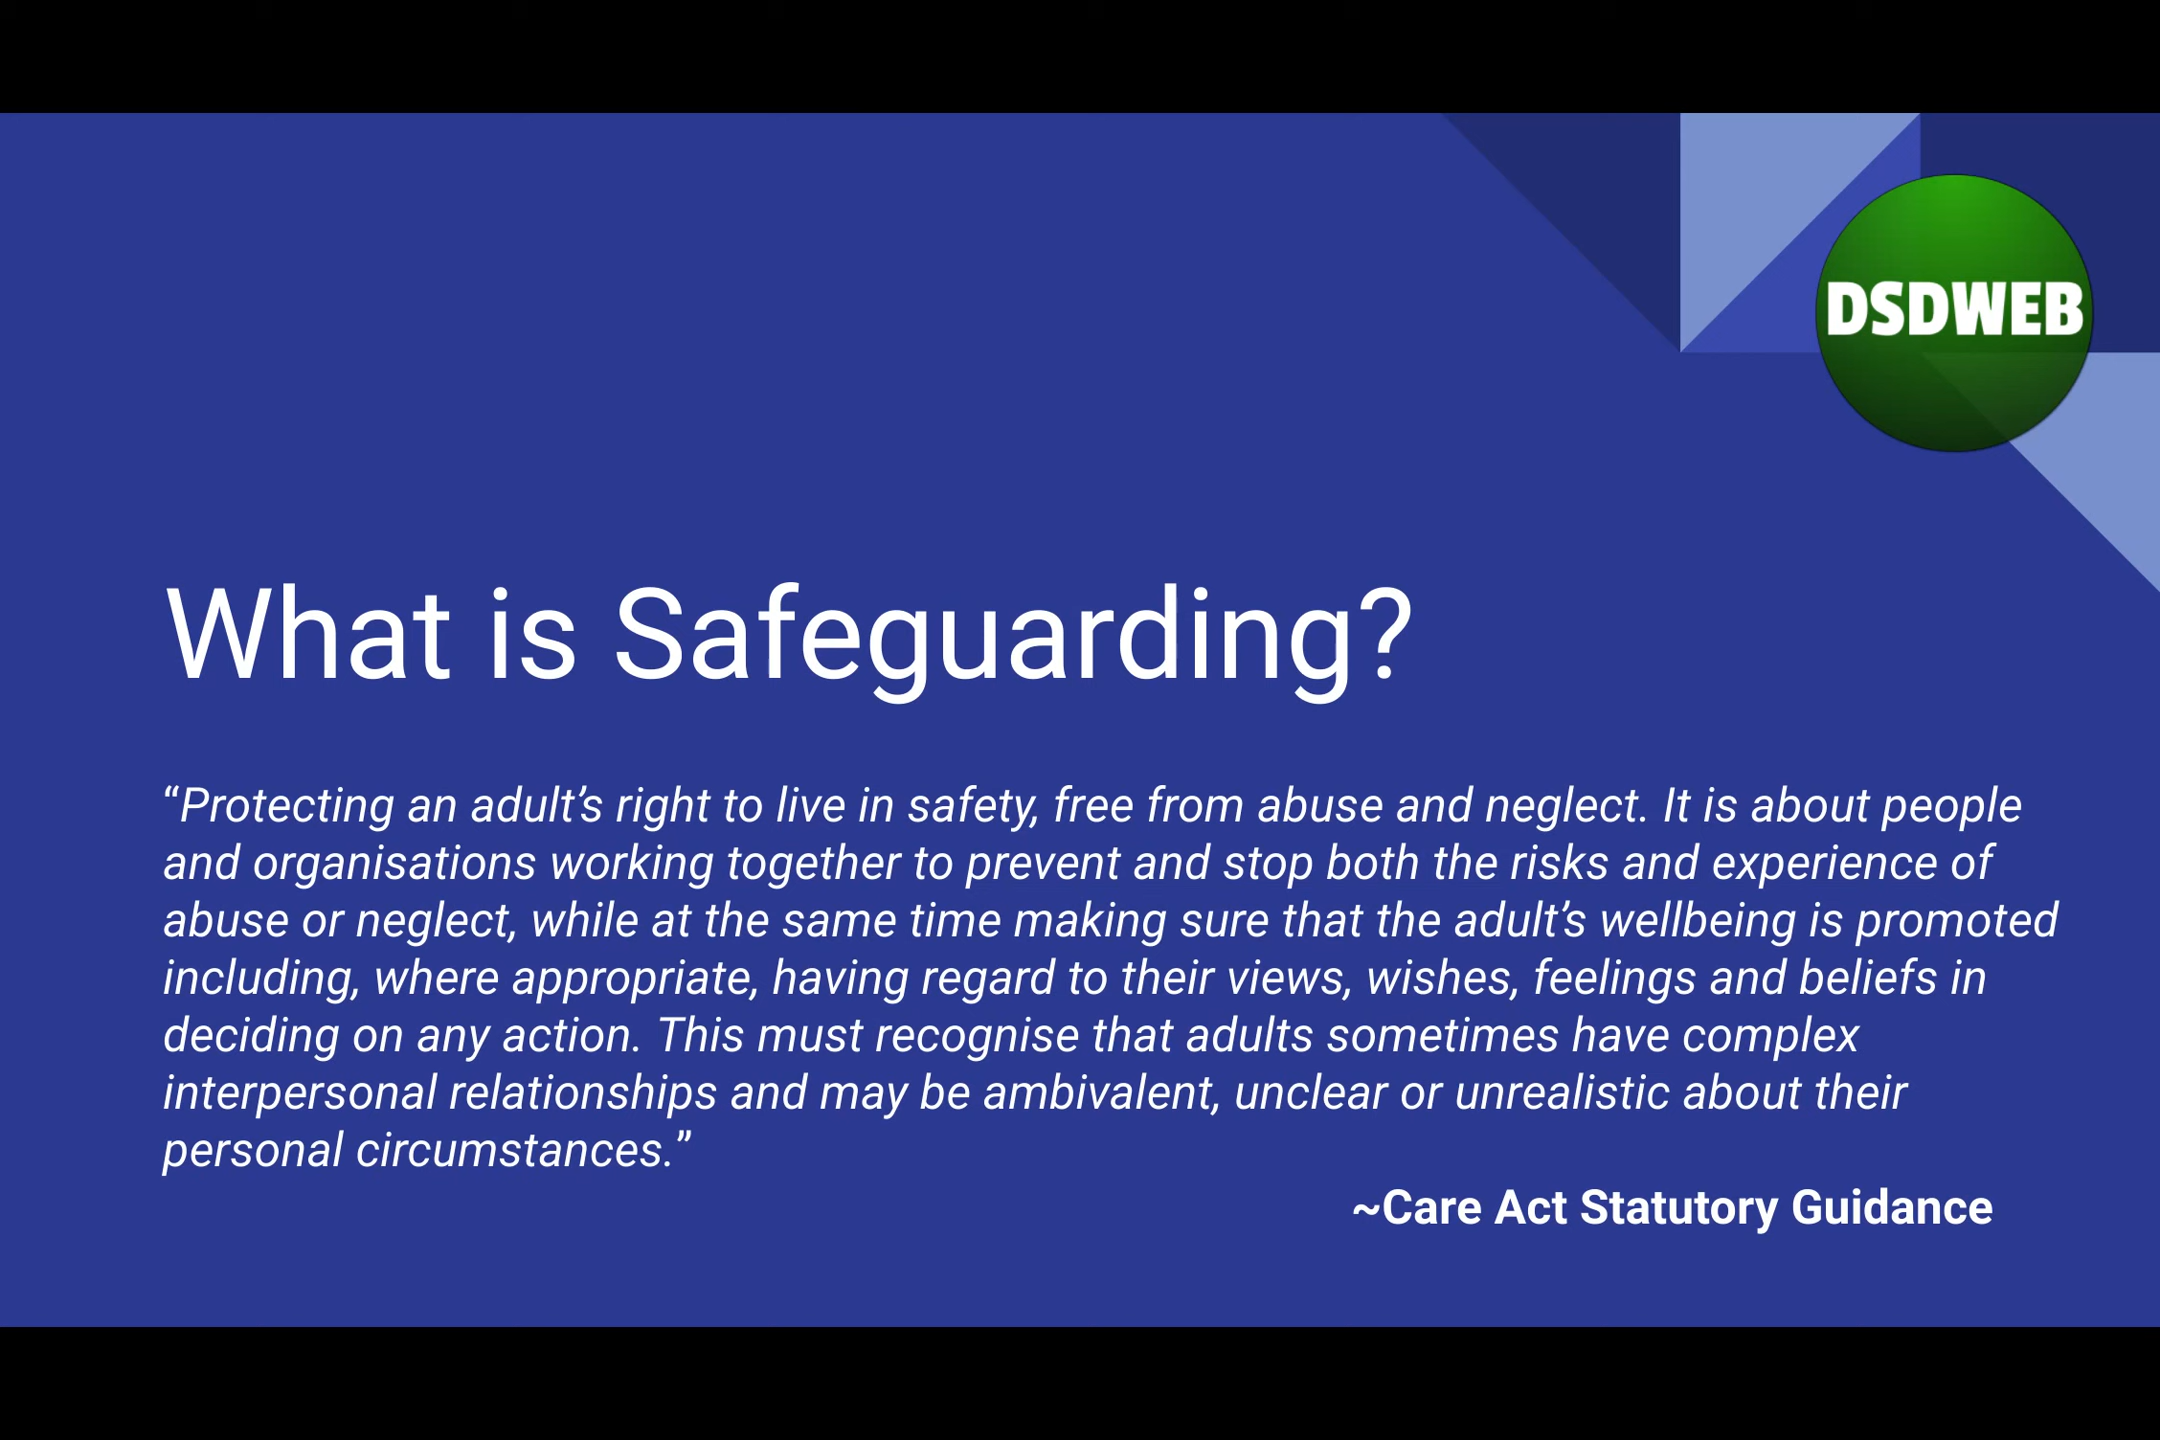 DSDWEB
What is Safeguarding?
“Protecting an adult’s right to live in safety, free from abuse and neglect. It is about people
and organisations working together to prevent and stop both the risks and experience of
abuse or neglect, while at the same time making sure that the adult’s wellbeing is promoted
including, where appropriate, having regard to their views, wishes, feelings and beliefs in
deciding on any action. This must recognise that adults sometimes have complex
interpersonal relationships and may be ambivalent, unclear or unrealistic about their
personal circumstances.”
~Care Act Statutory Guidance